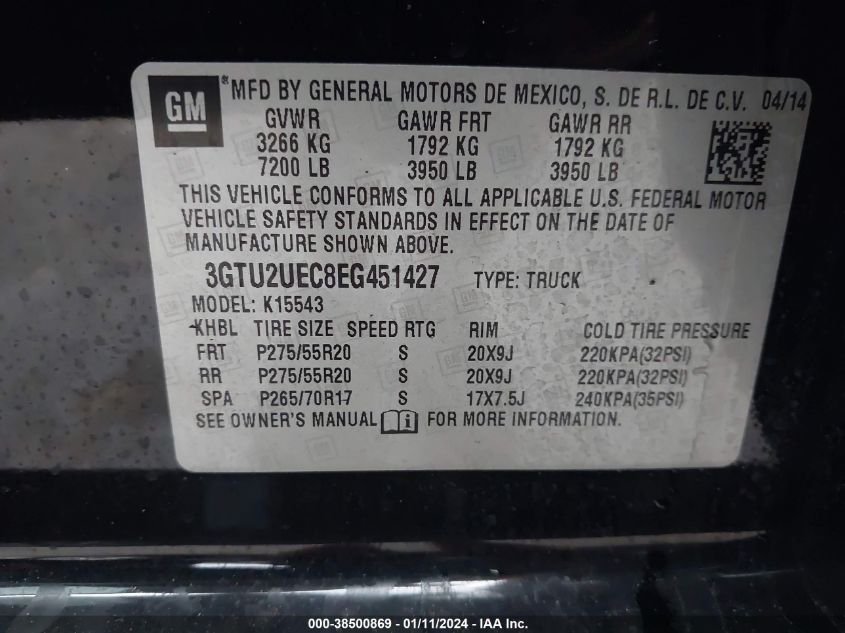 GM *MFD BY GENERAL MOTORS DE MEXICO, S. DE R.L. DE C.V. 04/14
GVWR GAWR FRT GAWR RR
3266 KG 1792 KG 1792 KG
7200 LB 3950 LB 3950 LB
THIS VEHICLE CONFORMS TO ALL APPLICABLE U.S. FEDERAL MOTOR
VEHICLE SAFETY STANDARDS IN EFFECT ON THE DATE OF
MANUFACTURE SHOWN ABOVE.
3GTU2UEC8EG451427 TYPE: TRUCK
MODEL: K15543
KHBL TIRE SIZE SPEED RTG RIM COLD TIRE PRESSURE
FRT P275/55R20 S 20X9J 220KPA(32PSI)
RR P275/55R20 S 20X9J 220KPA(32PSI)
SPA P265/70R17 S 17X7.5J 240KPA(35PSI)
SEE OWNER'S MANUAL i FOR MORE INFORMATION.
000-38500869 - 01/11/2024 - IAA Inc.